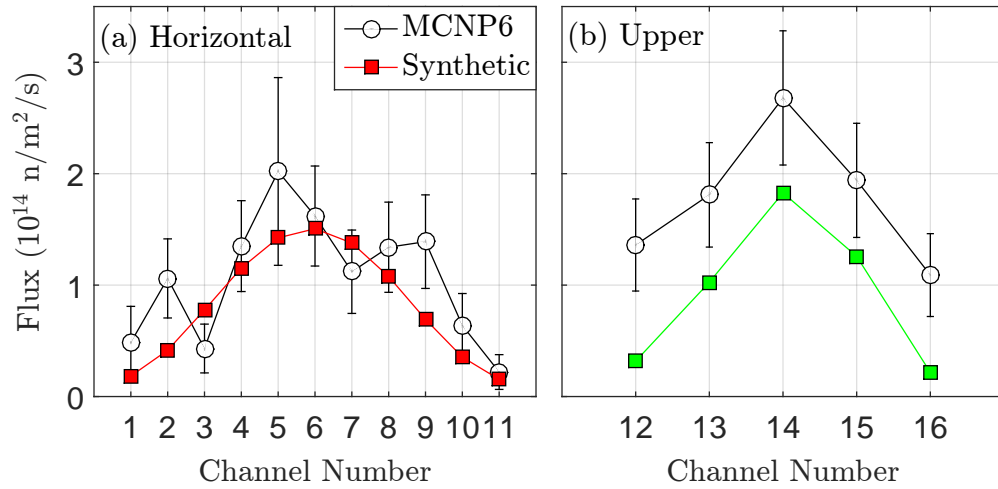 (a) Horizontal
MCNP6
Synthetic
(b) Upper
Flux (10¹⁴ n/m²/s)
3
2
1
0
1 2 3 4 5 6 7 8 9 10 11
12 13 14 15 16
Channel Number
Channel Number